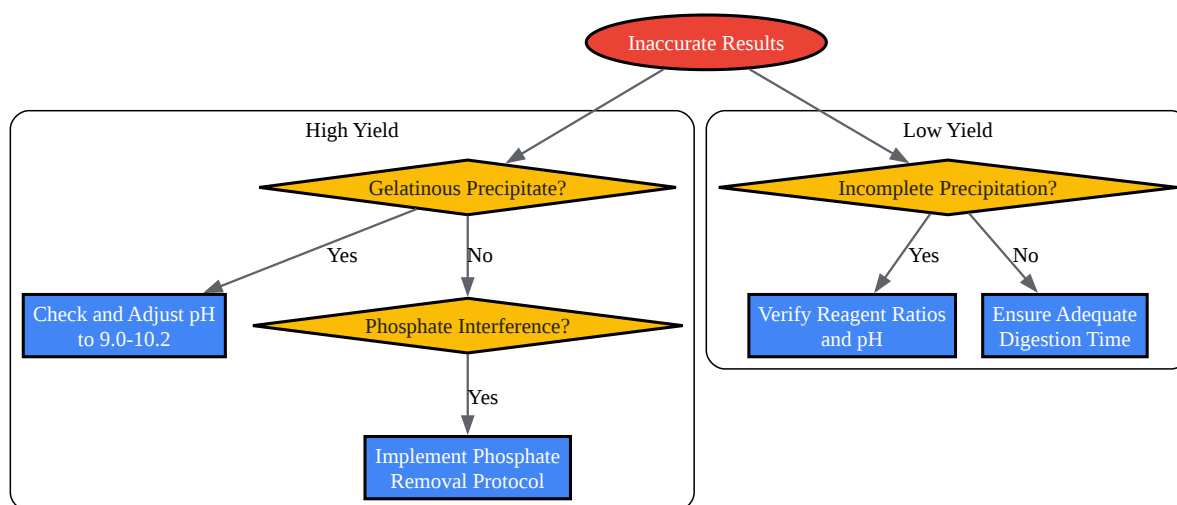 Inaccurate Results
High Yield
Low Yield
Gelatinous Precipitate?
Incomplete Precipitation?
Yes
No
Yes
No
Check and Adjust pH
to 9.0-10.2
Phosphate Interference?
Verify Reagent Ratios
and pH
Ensure Adequate
Digestion Time
Yes
Implement Phosphate
Removal Protocol